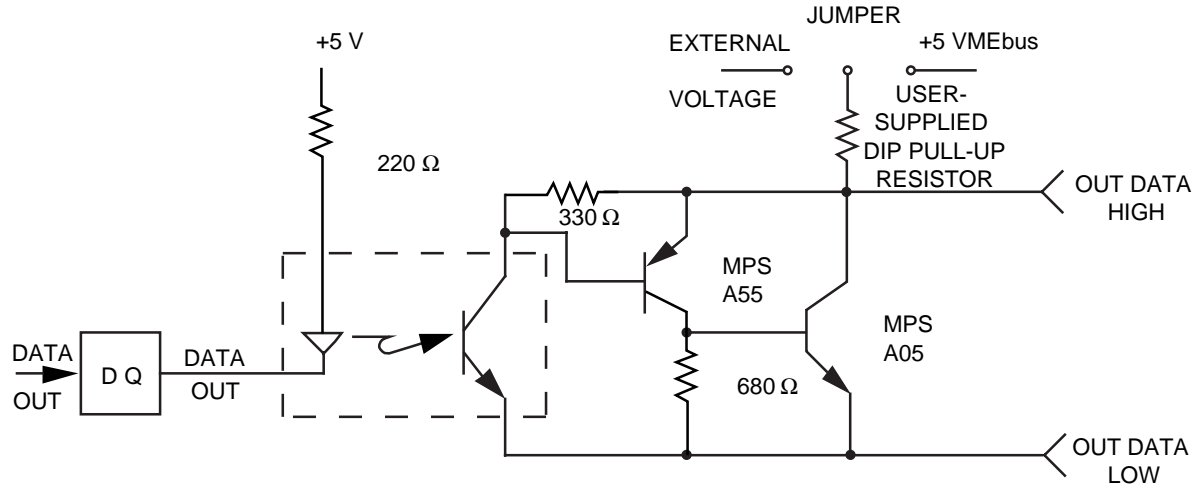 JUMPER
+5 V
EXTERNAL
VOLTAGE
+5 VMEbus
USER-
SUPPLIED
DIP PULL-UP
RESISTOR
220 Ω
330 Ω
OUT DATA
HIGH
MPS
A55
MPS
A05
DATA
OUT
D Q
DATA
OUT
680 Ω
OUT DATA
LOW